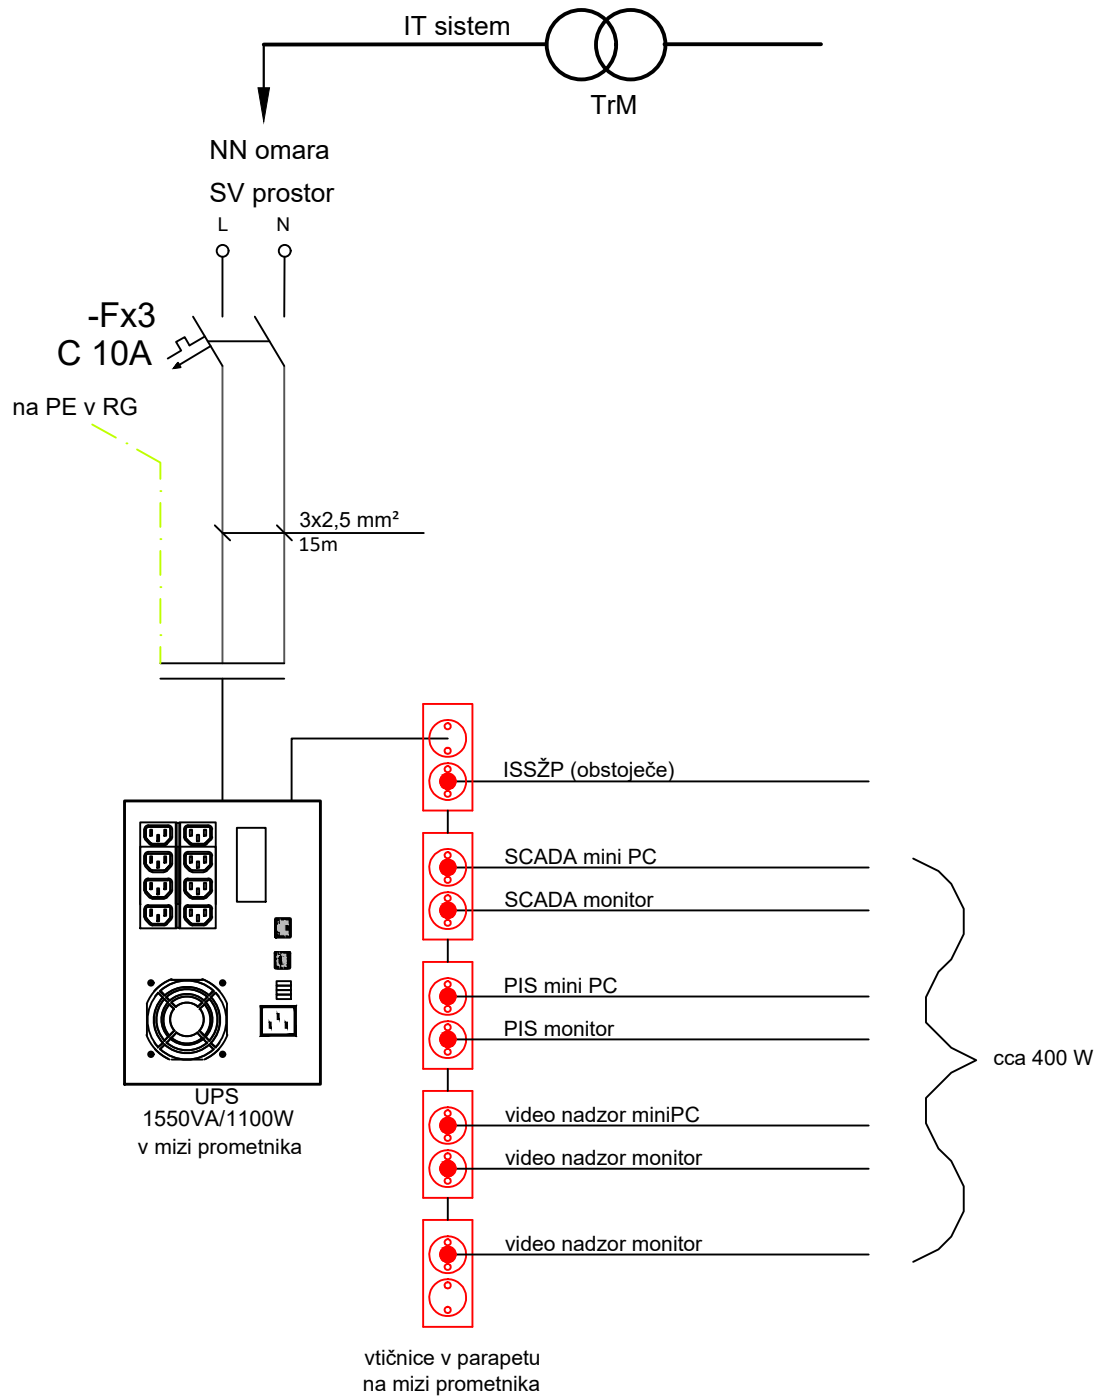 IT sistem
TrM
NN omara
SV prostor
L
N
-Fx3
C 10A
na PE v RG
3x2,5 mm²
15m
ISSŽP (obstoječe)
SCADA mini PC
SCADA monitor
PIS mini PC
PIS monitor
cca 400 W
video nadzor miniPC
video nadzor monitor
video nadzor monitor
UPS
1550VA/1100W
v mizi prometnika
vtičnice v parapetu
na mizi prometnika